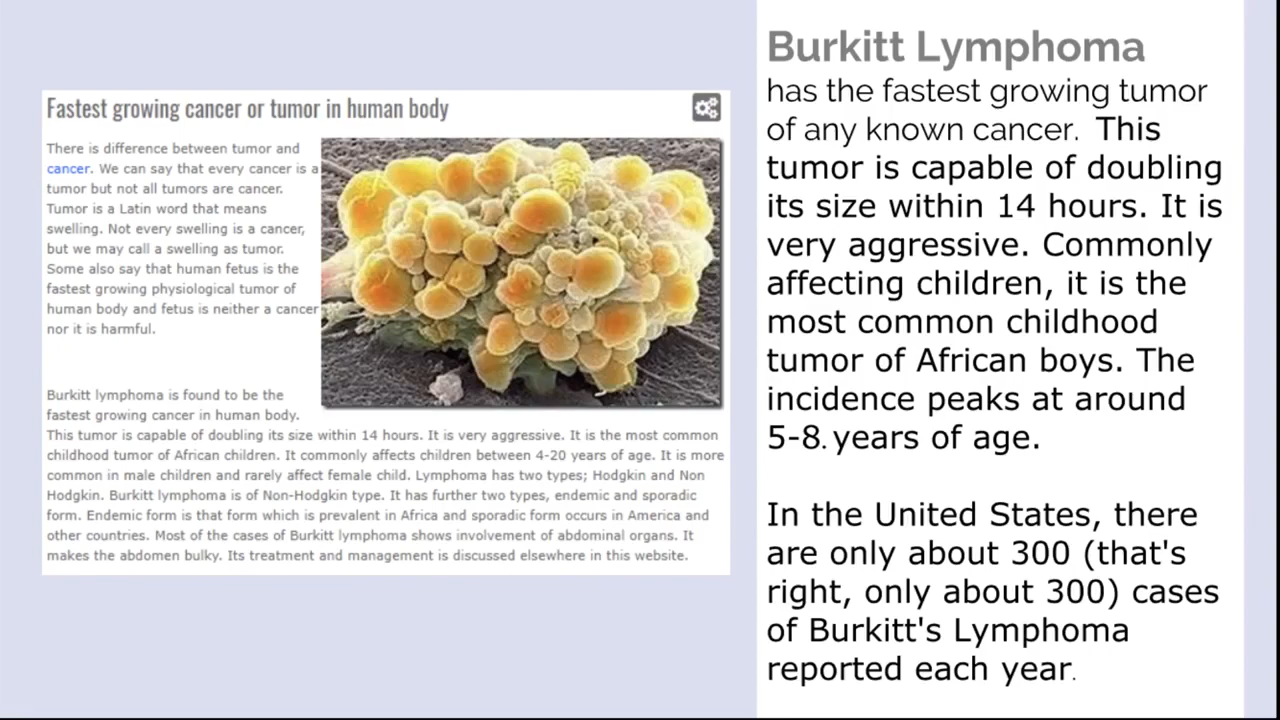 Fastest growing cancer or tumor in human body
There is difference between tumor and
cancer. We can say that every cancer is a
tumor but not all tumors are cancer.
Tumor is a Latin word that means
swelling. Not every swelling is a cancer,
but we may call a swelling as tumor.
Some also say that human fetus is the
fastest growing physiological tumor of
human body and fetus is neither a cancer
nor it is harmful.
Burkitt lymphoma is found to be the
fastest growing cancer in human body.
This tumor is capable of doubling its size within 14 hours. It is very aggressive. It is the most common
childhood tumor of African children. It commonly affects children between 4-20 years of age. It is more
common in male children and rarely affect female child. Lymphoma has two types; Hodgkin and Non
Hodgkin. Burkitt lymphoma is of Non-Hodgkin type. It has further two types, endemic and sporadic
form. Endemic form is that form which is prevalent in Africa and sporadic form occurs in America and
other countries. Most of the cases of Burkitt lymphoma shows involvement of abdominal organs. It
makes the abdomen bulky. Its treatment and management is discussed elsewhere in this website.
Burkitt Lymphoma
has the fastest growing tumor
of any known cancer. This
tumor is capable of doubling
its size within 14 hours. It is
very aggressive. Commonly
affecting children, it is the
most common childhood
tumor of African boys. The
incidence peaks at around
5-8. years of age.
In the United States, there
are only about 300 (that's
right, only about 300) cases
of Burkitt's Lymphoma
reported each year.